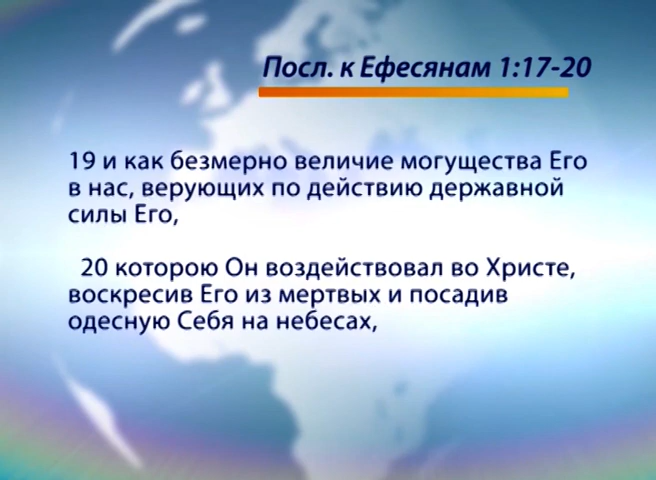 Посл. к Ефесянам 1:17-20
19 и как безмерно величие могущества Его
в нас, верующих по действию державной
силы Его,
20 которою Он воздействовал во Христе,
воскресив Его из мертвых и посадив
одесную Себя на небесах,